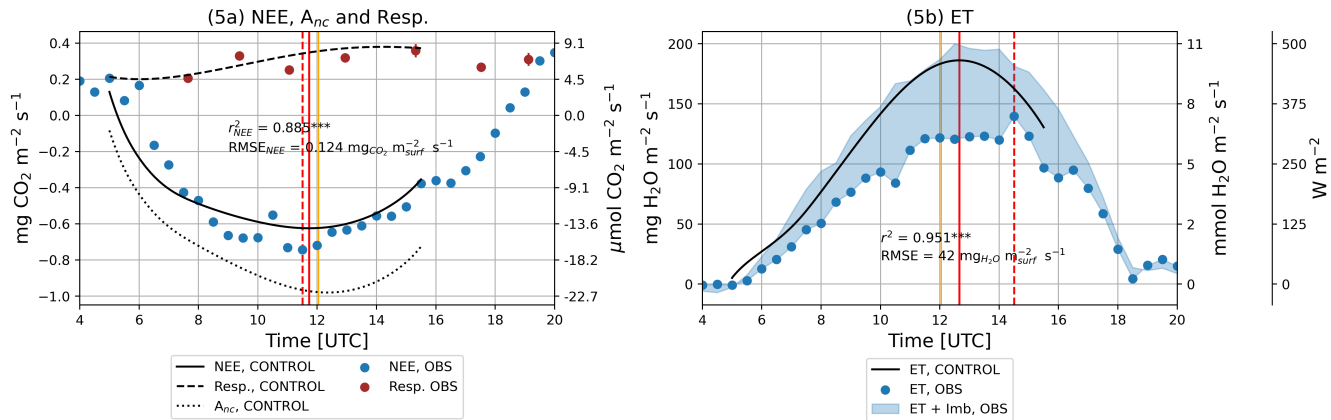 (5a) NEE, Anc and Resp.
mg CO2 m−2 s−1
0.4
0.2
0.0
−0.2
−0.4
−0.6
−0.8
−1.0
9.1
4.5
0.0
-4.5
-9.1
-13.6
-18.2
-22.7
μmol CO2 m−2 s−1
r2NEE = 0.885***
RMSENEE = 0.124 mgCO2 m−2surf s−1
4 6 8 10 12 14 16 18 20
Time [UTC]
NEE, CONTROL
Resp., CONTROL
Anc, CONTROL
NEE, OBS
Resp. OBS
(5b) ET
mg H2O m−2 s−1
200
150
100
50
0
11
8
5
2
0
mmol H2O m−2 s−1
500
375
250
125
0
W m−2
r2 = 0.951***
RMSE = 42 mgH2O m−2surf s−1
4 6 8 10 12 14 16 18 20
Time [UTC]
ET, CONTROL
ET, OBS
ET + Imb, OBS